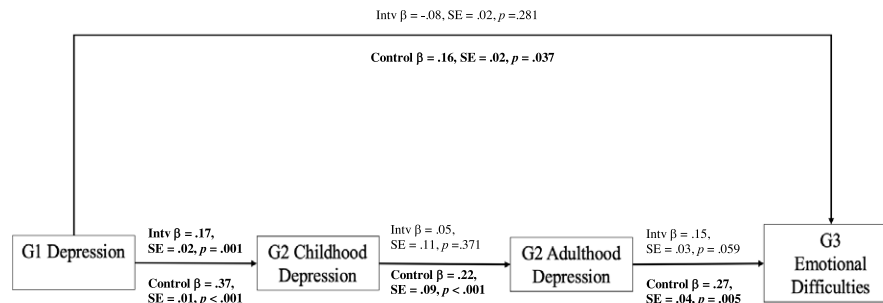 Intv β = -.08, SE = .02, p =.281
Control β = .16, SE = .02, p = .037
G1 Depression
Intv β = .17,
SE = .02, p = .001
Control β = .37,
SE = .01, p < .001
G2 Childhood
Depression
Intv β = .05,
SE = .11, p =.371
Control β = .22,
SE = .09, p < .001
G2 Adulthood
Depression
Intv β = .15,
SE = .03, p = .059
Control β = .27,
SE = .04, p = .005
G3
Emotional
Difficulties